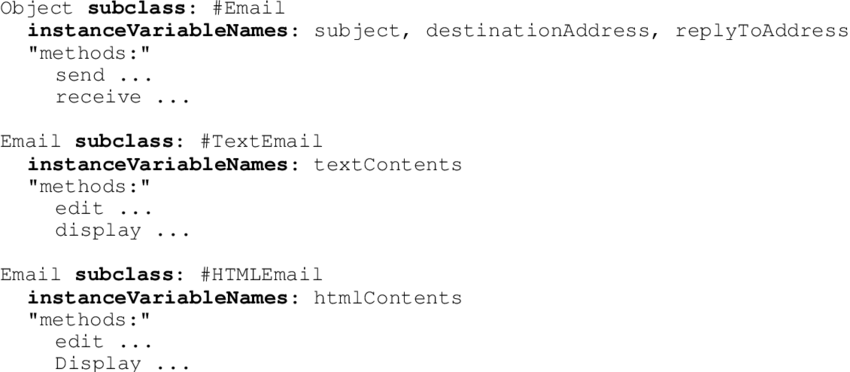 Object subclass: #Email
instanceVariableNames: subject, destinationAddress, replyToAddress
"methods:"
send ...
receive ...
Email subclass: #TextEmail
instanceVariableNames: textContents
"methods:"
edit ...
display ...
Email subclass: #HTMLEmail
instanceVariableNames: htmlContents
"methods:"
edit ...
Display ...